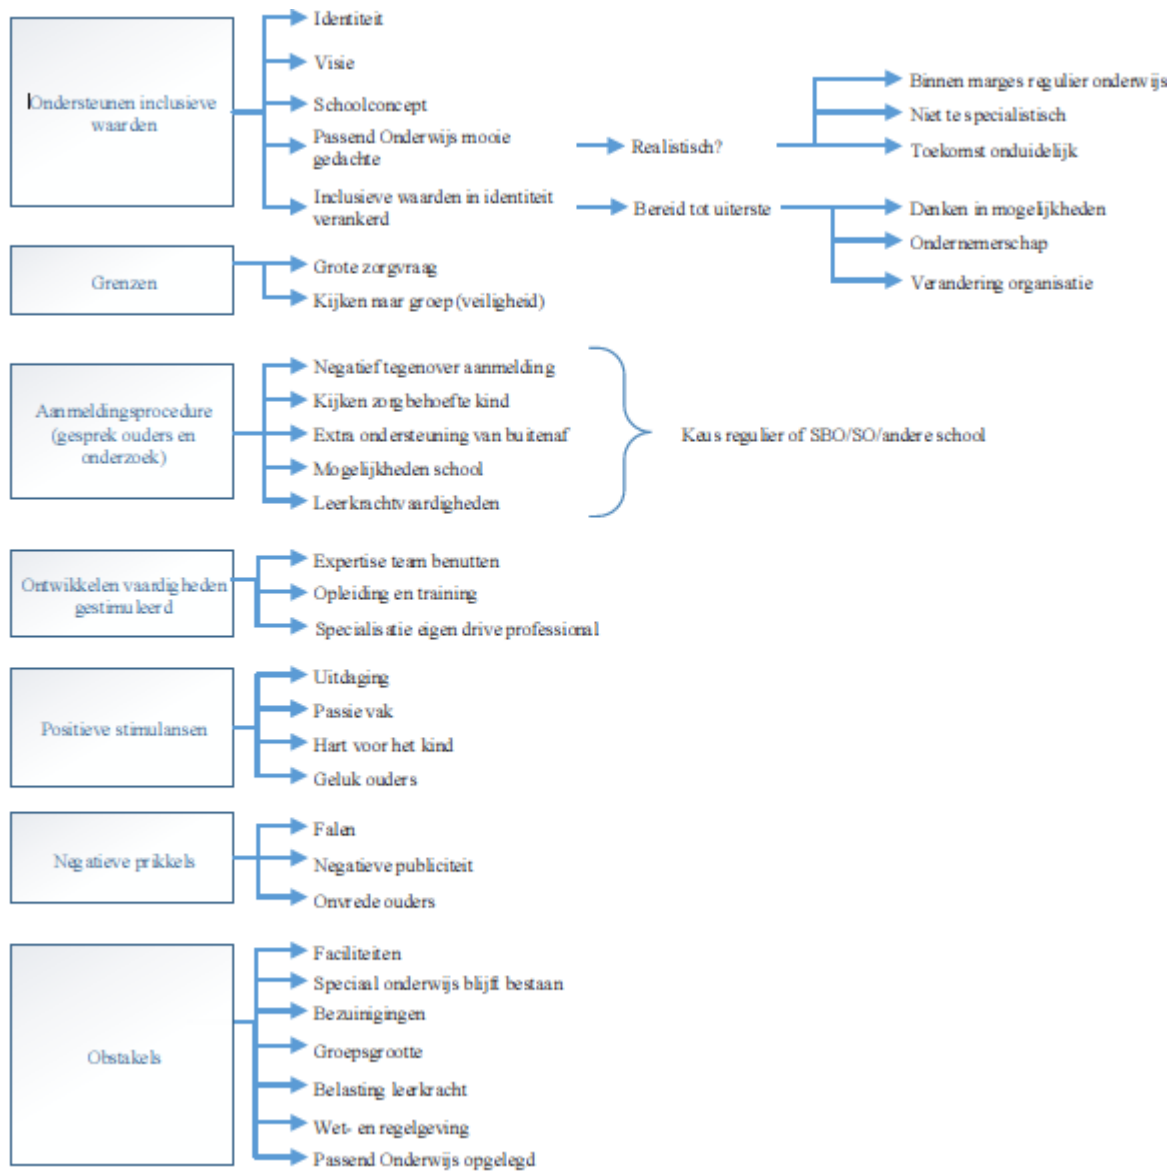 Ondersteunen inclusieve
waarden
Identiteit
Visie
Schoolconcept
Passend Onderwijs mooie
gedachte
Realistisch?
Binnen marges regulier onderwijs
Niet te specialistisch
Toekomst onduidelijk
Inclusieve waarden in identiteit
verankerd
Bereid tot uiterste
Denken in mogelijkheden
Ondernemerschap
Verandering organisatie
Grenzen
Grote zorgvraag
Kijken naar groep (veiligheid)
Aanmeldingsprocedure
(gesprek ouders en
onderzoek)
Negatief tegenover aanmelding
Kijken zorgbehoefte kind
Extra ondersteuning van buitenaf
Mogelijkheden school
Leerkrachtvaardigheden
Keus regulier of SBO/SO/andere school
Ontwikkelen vaardigheden
gestimuleerd
Expertise team benutten
Opleiding en training
Specialisatie eigen drive professional
Positieve stimulansen
Uitdaging
Passie vak
Hart voor het kind
Geluk ouders
Negatieve prikkels
Falen
Negatieve publiciteit
Onvrede ouders
Obstakels
Faciliteiten
Speciaal onderwijs blijft bestaan
Bezuinigingen
Groepsgrootte
Belasting leerkracht
Wet- en regelgeving
Passend Onderwijs opgelegd